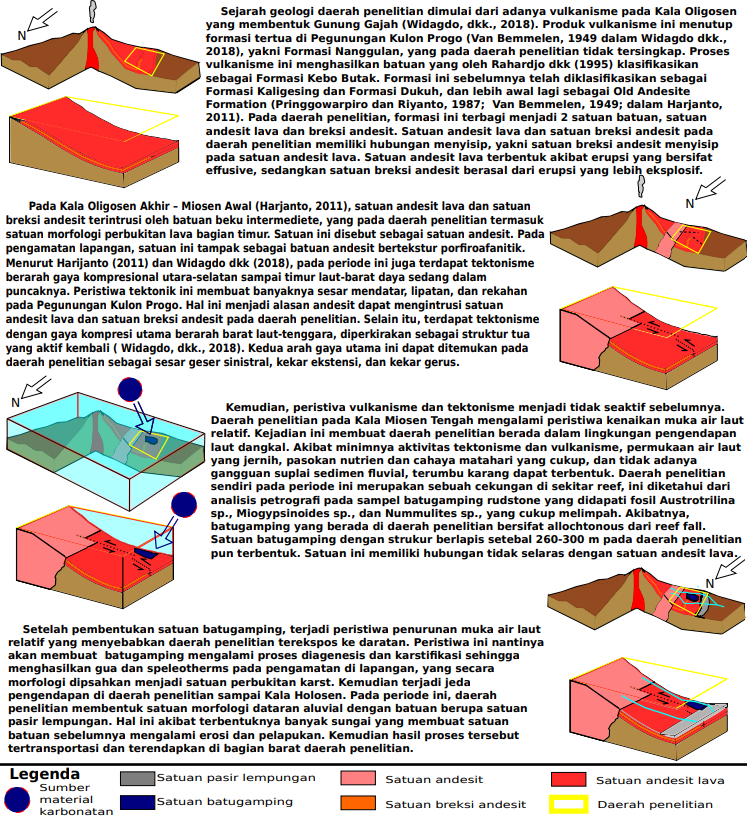 Sejarah geologi daerah penelitian dimulai dari adanya vulkanisme pada Kala Oligosen
yang membentuk Gunung Gajah (Widagdo, dkk., 2018). Produk vulkanisme ini menutup
formasi tertua di Pegunungan Kulon Progo (Van Bemmelen, 1949 dalam Widagdo dkk.,
2018), yakni Formasi Nanggulan, yang pada daerah penelitian tidak tersingkap. Proses
vulkanisme ini menghasilkan batuan yang oleh Rahardjo dkk (1995) klasifikasikan
sebagai Formasi Kebo Butak. Formasi ini sebelumnya telah diklasifikasikan sebagai
Formasi Kaligesing dan Formasi Dukuh, dan lebih awal lagi sebagai Old Andesite
Formation (Pringgowarpiro dan Riyanto, 1987; Van Bemmelen, 1949; dalam Harjanto,
2011). Pada daerah penelitian, formasi ini terbagi menjadi 2 satuan batuan, satuan
andesit lava dan breksi andesit. Satuan andesit lava dan satuan breksi andesit pada
daerah penelitian memiliki hubungan menyisip, yakni satuan breksi andesit menyisip
pada satuan andesit lava. Satuan andesit lava terbentuk akibat erupsi yang bersifat
effusive, sedangkan satuan breksi andesit berasal dari erupsi yang lebih eksplosif.
N
N
Pada Kala Oligosen Akhir – Miosen Awal (Harjanto, 2011), satuan andesit lava dan satuan
breksi andesit terintrusi oleh batuan beku intermediete, yang pada daerah penelitian termasuk
satuan morfologi perbukitan lava bagian timur. Satuan ini disebut sebagai satuan andesit. Pada
pengamatan lapangan, satuan ini tampak sebagai batuan andesit bertekstur porfiroafanitik.
Menurut Harijanto (2011) dan Widagdo dkk (2018), pada periode ini juga terdapat tektonisme
berarah gaya kompresional utara-selatan sampai timur laut-barat daya sedang dalam
puncaknya. Peristiwa tektonik ini membuat banyaknya sesar mendatar, lipatan, dan rekahan
pada Pegunungan Kulon Progo. Hal ini menjadi alasan andesit dapat mengintrusi satuan
andesit lava dan satuan breksi andesit pada daerah penelitian. Selain itu, terdapat tektonisme
dengan gaya kompresi utama berarah barat laut-tenggara, diperkirakan sebagai struktur tua
yang aktif kembali ( Widagdo, dkk., 2018). Kedua arah gaya utama ini dapat ditemukan pada
daerah penelitian sebagai sesar geser sinistral, kekar ekstensi, dan kekar gerus.
N
Kemudian, peristiva vulkanisme dan tektonisme menjadi tidak seaktif sebelumnya.
Daerah penelitian pada Kala Miosen Tengah mengalami peristiwa kenaikan muka air laut
relatif. Kejadian ini membuat daerah penelitian berada dalam lingkungan pengendapan
laut dangkal. Akibat minimnya aktivitas tektonisme dan vulkanisme, permukaan air laut
yang jernih, pasokan nutrien dan cahaya matahari yang cukup, dan tidak adanya
gangguan suplai sedimen fluvial, terumbu karang dapat terbentuk. Daerah penelitian
sendiri pada periode ini merupakan sebuah cekungan di sekitar reef, ini diketahui dari
analisis petrografi pada sampel batugamping rudstone yang didapati fosil Austrotrilina
sp., Miogypsinoides sp., dan Nummulites sp., yang cukup melimpah. Akibatnya,
batugamping yang berada di daerah penelitian bersifat allochtovus dari reef fall.
Satuan batugamping dengan struktur berlapis setebal 260-300 m pada daerah penelitian
pun terbentuk. Satuan ini memiliki hubungan tidak selaras dengan satuan andesit lava.
N
Setelah pembentukan satuan batugamping, terjadi peristiwa penurunan muka air laut
relatif yang menyebabkan daerah penelitian terekspos ke daratan. Peristiwa ini nantinya
akan membuat batugamping mengalami proses diagenesis dan karstifikasi sehingga
menghasilkan gua dan speleotherms pada pengamatan di lapangan, yang secara
morfologi dipsahkan menjadi satuan perbukitan karst. Kemudian terjadi jeda
pengendapan di daerah penelitian sampai Kala Holosen. Pada periode ini, daerah
penelitian membentuk satuan morfologi dataran aluvial dengan batuan berupa satuan
pasir lempungan. Hal ini akibat terbentuknya banyak sungai yang membuat satuan
batuan sebelumnya mengalami erosi dan pelapukan. Kemudian hasil proses tersebut
tertransportasi dan terendapkan di bagian barat daerah penelitian.
Legenda
Sumber
material
karbonatan
Satuan pasir lempungan
Satuan batugamping
Satuan andesit
Satuan breksi andesit
Satuan andesit lava
Daerah penelitian